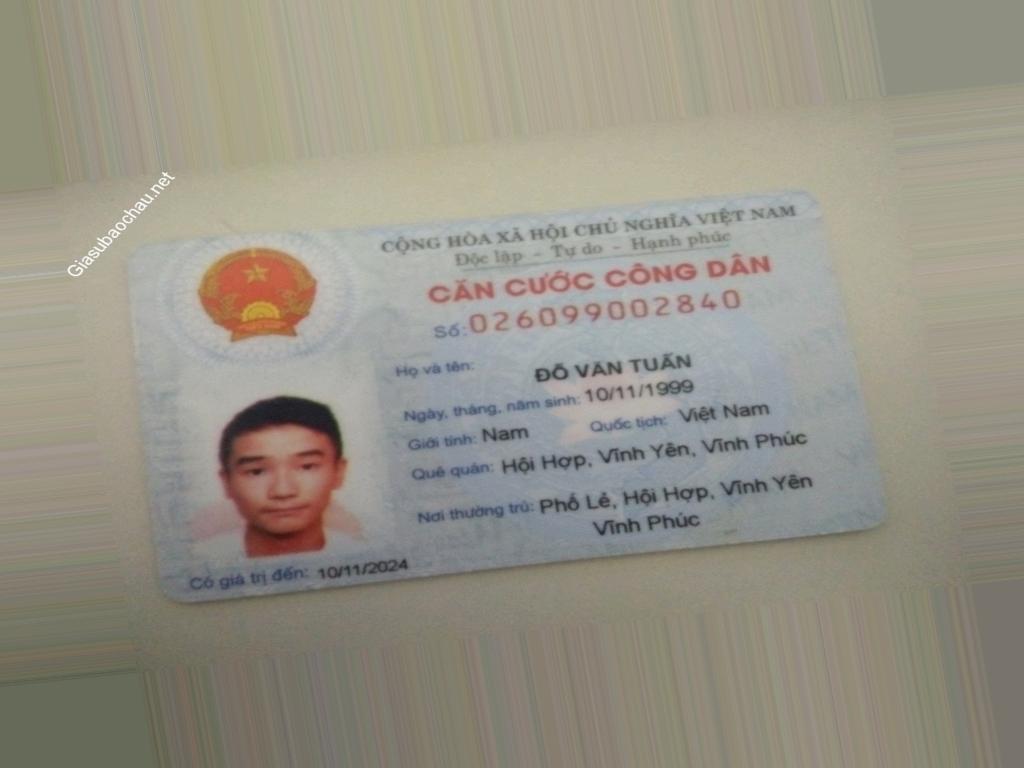 Giasubaochau.net
CỘNG HÒA XÃ HỘI CHỦ NGHĨA VIỆT NAM
Độc lập - Tự do - Hạnh phúc
CĂN CƯỚC CÔNG DÂN
Số: 026099002840
Họ và tên: ĐỖ VĂN TUẤN
Ngày, tháng, năm sinh: 10/11/1999
Giới tính: Nam Quốc tịch: Việt Nam
Quê quán: Hội Hợp, Vĩnh Yên, Vĩnh Phúc
Nơi thường trú: Phố Lẻ, Hội Hợp, Vĩnh Yên
Vĩnh Phúc
Có giá trị đến: 10/11/2024